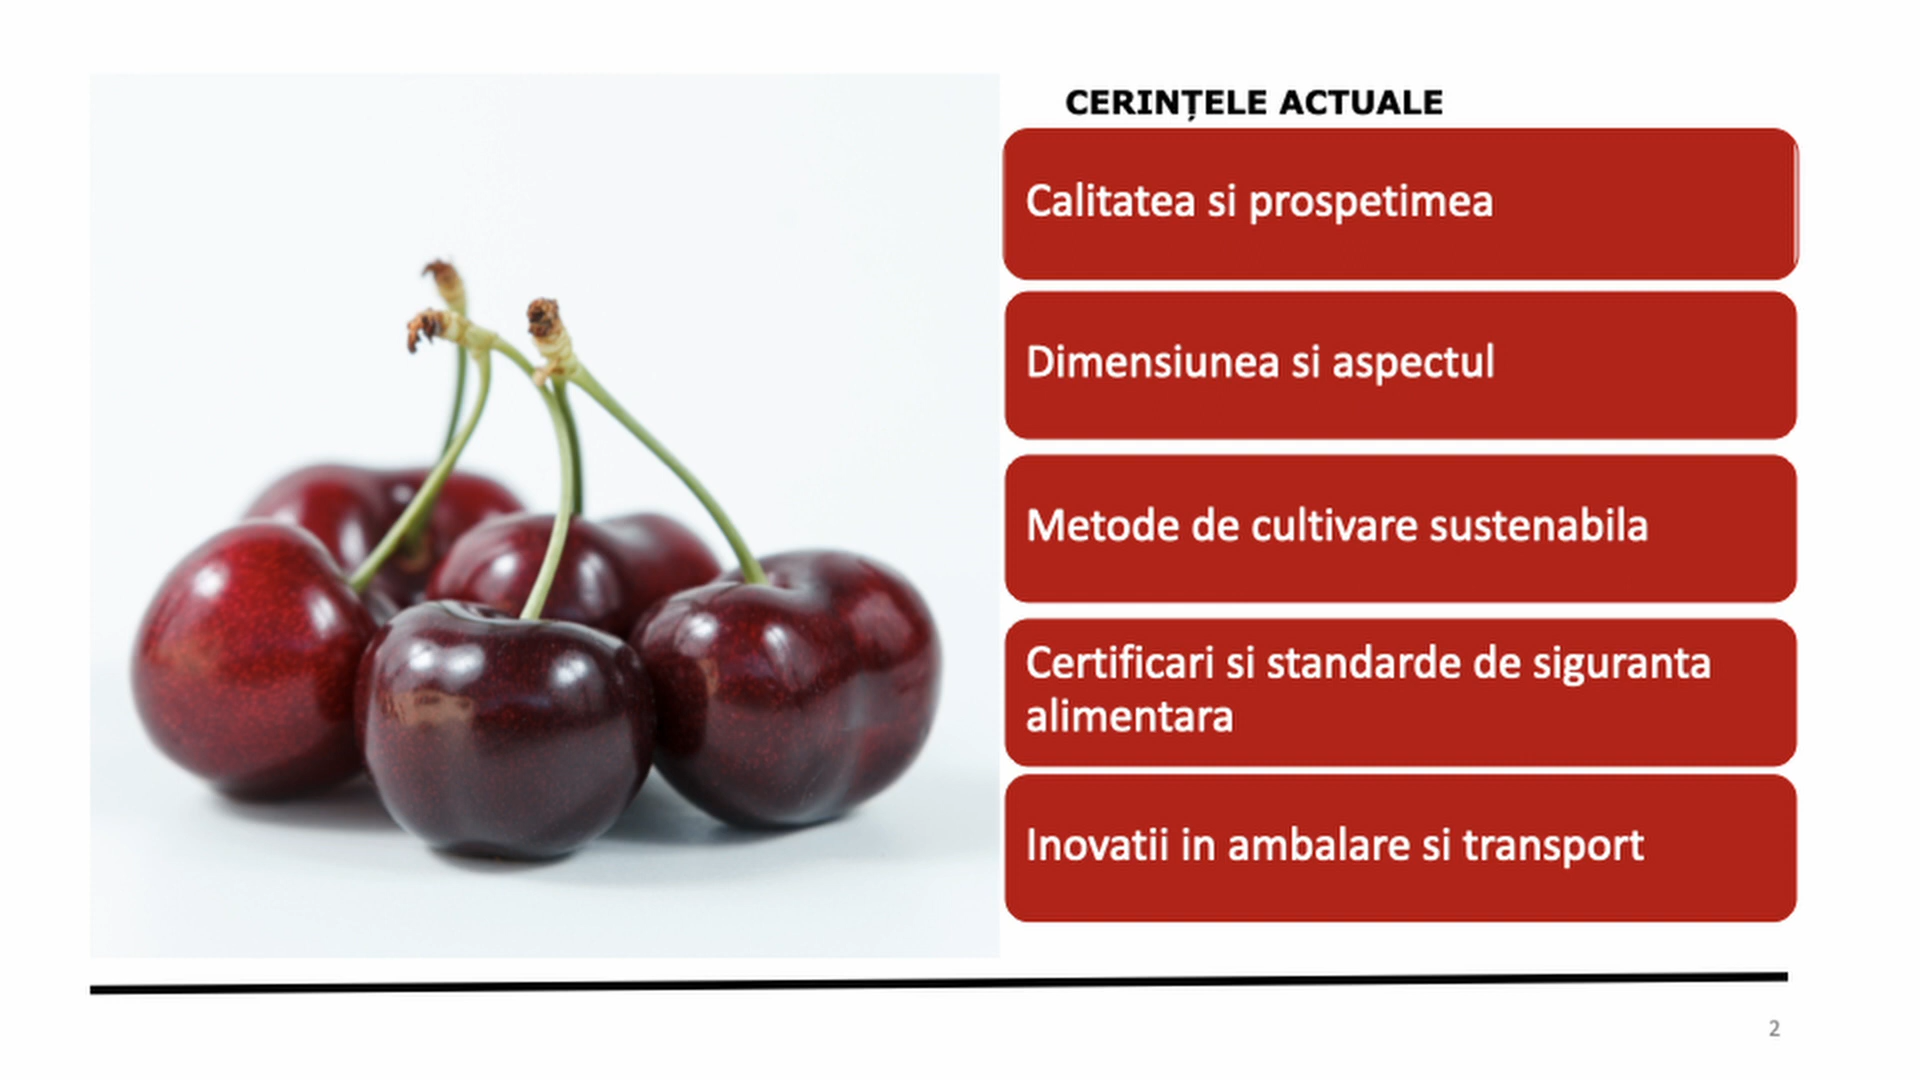 CERINȚELE ACTUALE
Calitatea si prospetimea
Dimensiunea si aspectul
Metode de cultivare sustenabila
Certificari si standarde de siguranta
alimentara
Inovatii in ambalare si transport
2